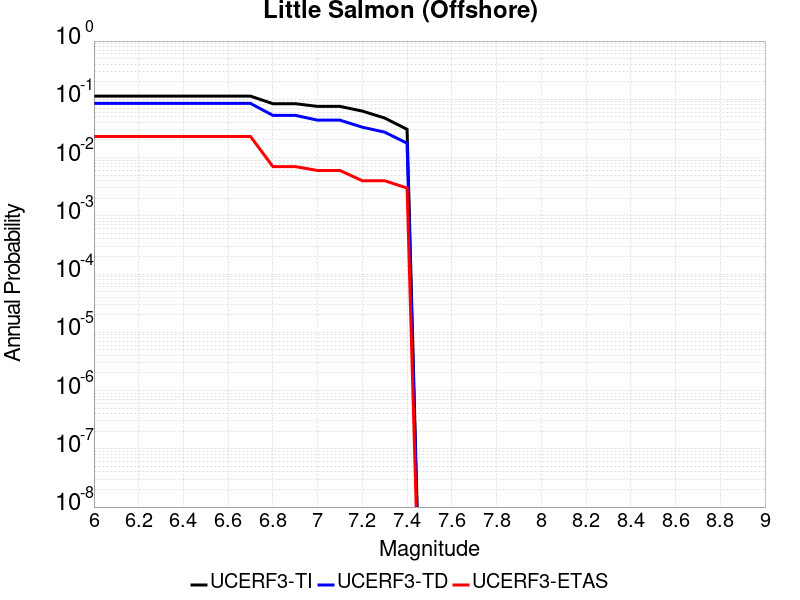 Little Salmon (Offshore)
10^0
10^-1
10^-2
10^-3
10^-4
10^-5
10^-6
10^-7
10^-8
Annual Probability
6 6.2 6.4 6.6 6.8 7 7.2 7.4 7.6 7.8 8 8.2 8.4 8.6 8.8 9
Magnitude
UCERF3-TI UCERF3-TD UCERF3-ETAS